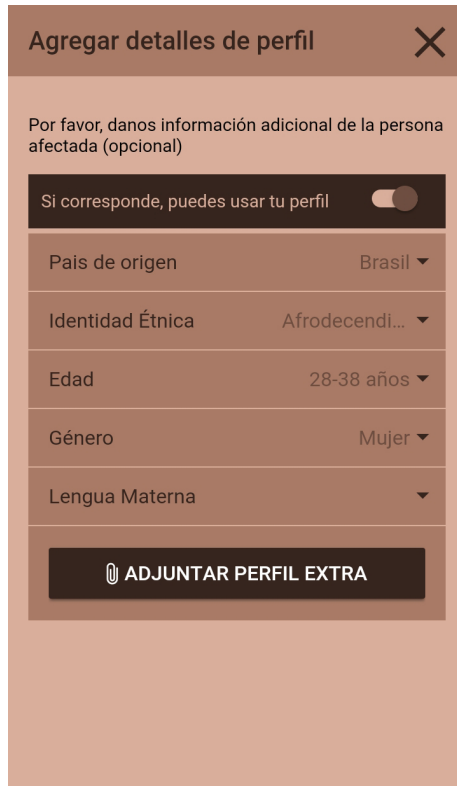 Agregar detalles de perfil
Por favor, danos información adicional de la persona
afectada (opcional)
Si corresponde, puedes usar tu perfil
Pais de origen Brasil
Identidad Étnica Afrodecendi...
Edad 28-38 años
Género Mujer
Lengua Materna
ADJUNTAR PERFIL EXTRA